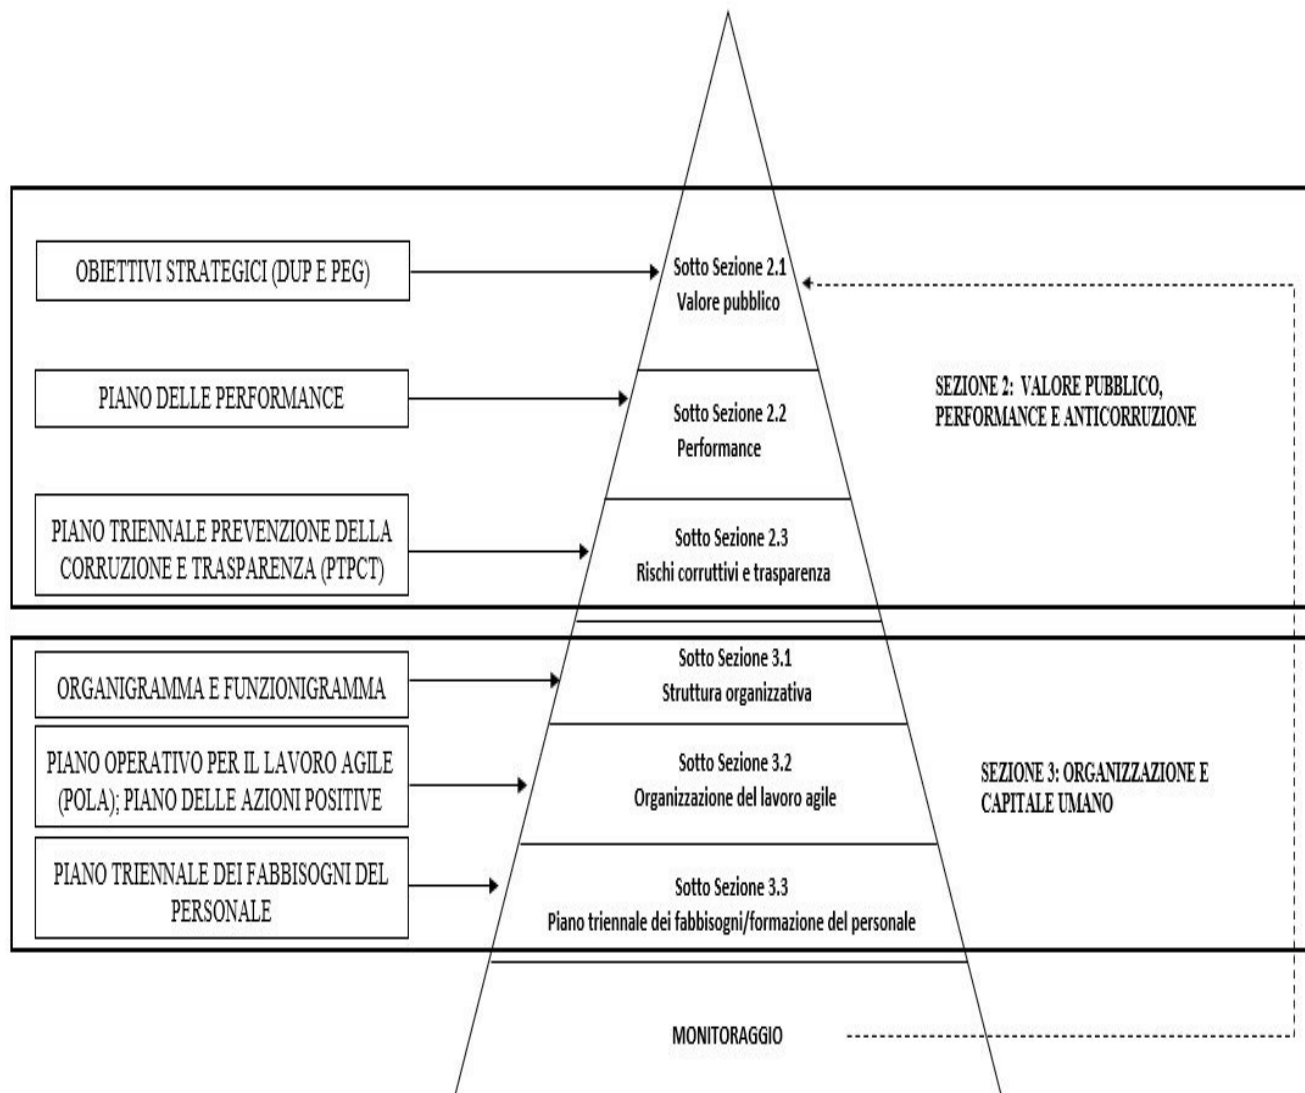 OBIETTIVI STRATEGICI (DUP E PEG)
Sotto Sezione 2.1
Valore pubblico
PIANO DELLE PERFORMANCE
Sotto Sezione 2.2
Performance
SEZIONE 2: VALORE PUBBLICO,
PERFORMANCE E ANTICORRUZIONE
PIANO TRIENNALE PREVENZIONE DELLA
CORRUZIONE E TRASPARENZA (PTPCT)
Sotto Sezione 2.3
Rischi corruttivi e trasparenza
ORGANIGRAMMA E FUNZIONIGRAMMA
Sotto Sezione 3.1
Struttura organizzativa
PIANO OPERATIVO PER IL LAVORO AGILE
(POLA); PIANO DELLE AZIONI POSITIVE
Sotto Sezione 3.2
Organizzazione del lavoro agile
SEZIONE 3: ORGANIZZAZIONE E
CAPITALE UMANO
PIANO TRIENNALE DEI FABBISOGNI DEL
PERSONALE
Sotto Sezione 3.3
Piano triennale dei fabbisogni/formazione del personale
MONITORAGGIO